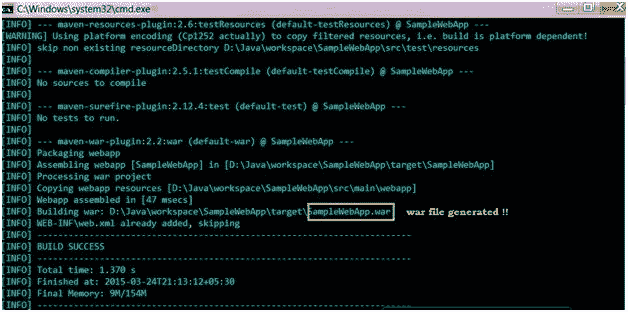 C:\Windows\system32\cmd.exe
[INFO] --- maven-resources-plugin:2.6:testResources (default-testResources) @ SampleWebApp ---
[WARNING] Using platform encoding (Cp1252 actually) to copy filtered resources, i.e. build is platform dependent!
[INFO] skip non existing resourceDirectory D:\Java\workspace\SampleWebApp\src\test\resources
[INFO]
[INFO] --- maven-compiler-plugin:2.5.1:testCompile (default-testCompile) @ SampleWebApp ---
[INFO] No sources to compile
[INFO]
[INFO] --- maven-surefire-plugin:2.12.4:test (default-test) @ SampleWebApp ---
[INFO] No tests to run.
[INFO]
[INFO] --- maven-war-plugin:2.2:war (default-war) @ SampleWebApp ---
[INFO] Packaging webapp
[INFO] Assembling webapp [SampleWebApp] in [D:\Java\workspace\SampleWebApp\target\SampleWebApp]
[INFO] Processing war project
[INFO] Copying webapp resources [D:\Java\workspace\SampleWebApp\src\main\webapp]
[INFO] Webapp assembled in [47 msecs]
[INFO] Building war: D:\Java\workspace\SampleWebApp\target\SampleWebApp.war war file generated !!
[INFO] WEB-INF\web.xml already added, skipping
[INFO] ------------------------------------------------------------------------
[INFO] BUILD SUCCESS
[INFO] ------------------------------------------------------------------------
[INFO] Total time: 1.370 s
[INFO] Finished at: 2015-03-24T21:13:12+05:30
[INFO] Final Memory: 9M/154M
[INFO] ------------------------------------------------------------------------